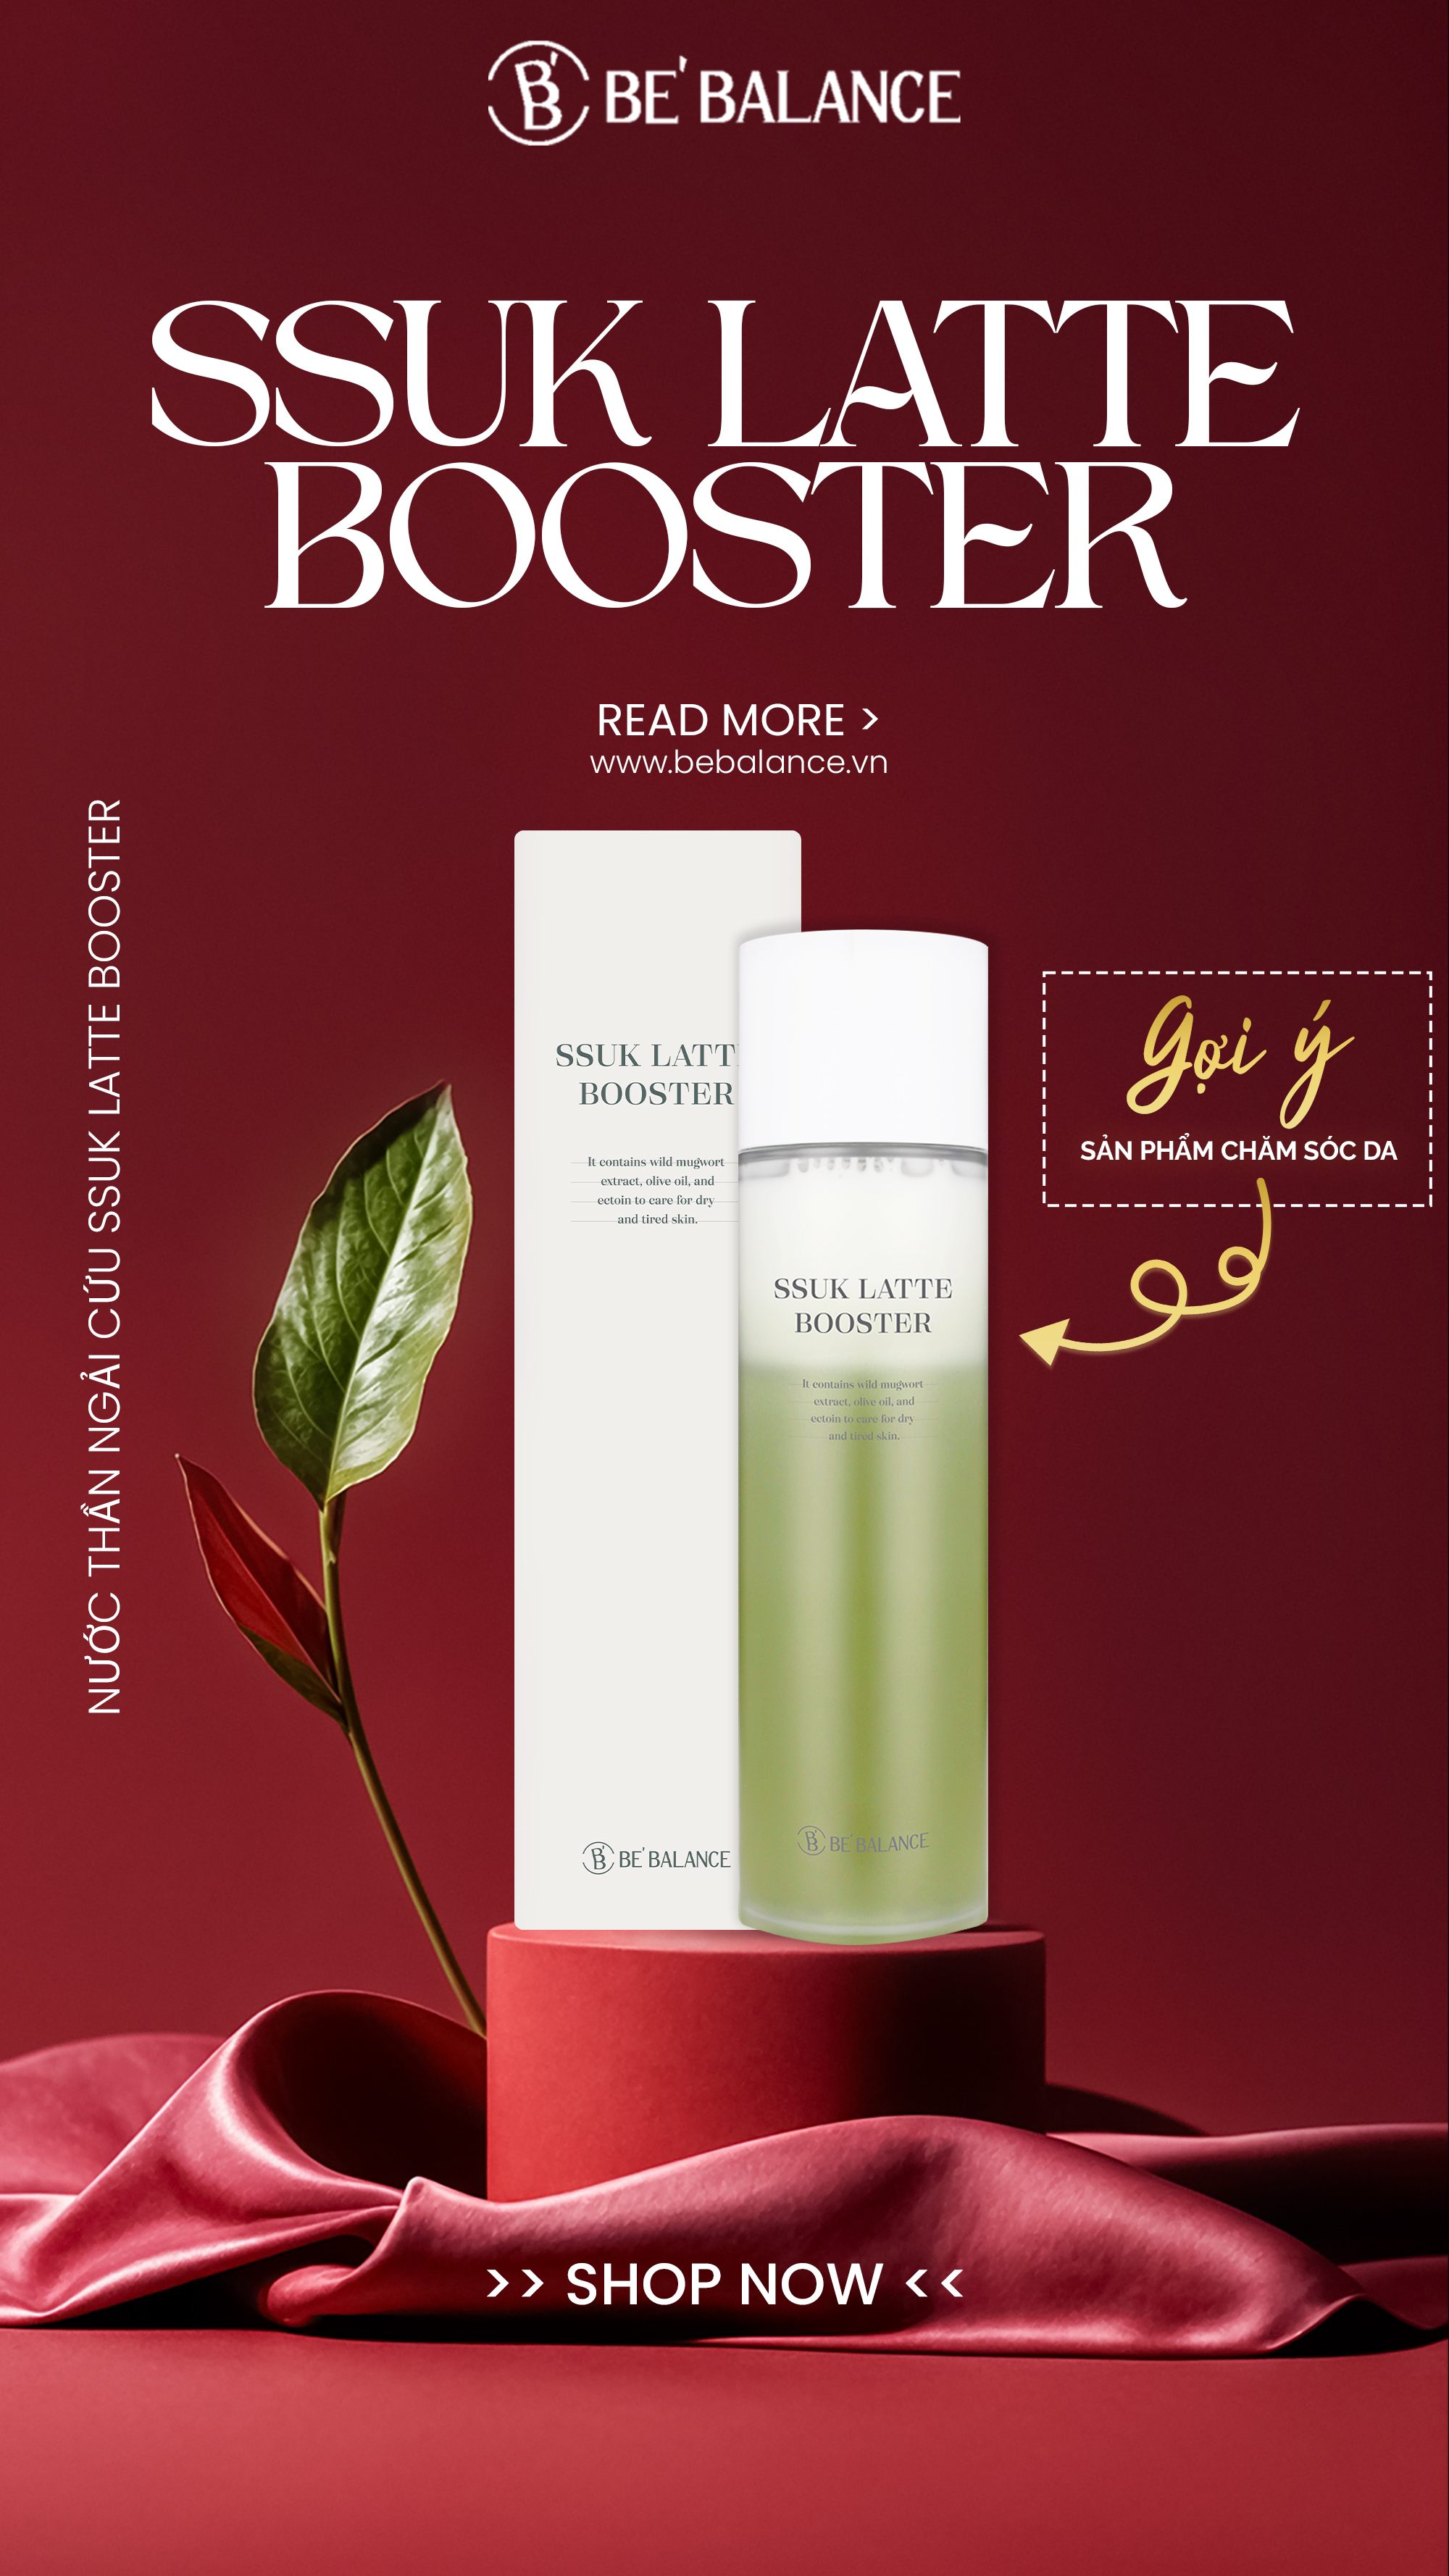 B' BE' BALANCE
SSUK LATTE
BOOSTER
READ MORE >
www.bebalance.vn
NƯỚC THẦN NGẢI CỨU SSUK LATTE BOOSTER
SSUK LATT
BOOSTER
It contains wild mugwort
extract, olive oil, and
ectoin to care for dry
and tired skin.
B' BE' BALANCE
SSUK LATTE
BOOSTER
It contains wild mugwort
extract, olive oil, and
ectoin to care for dry
and tired skin.
B' BE' BALANCE
Gợi ý
SẢN PHẨM CHĂM SÓC DA
>> SHOP NOW <<